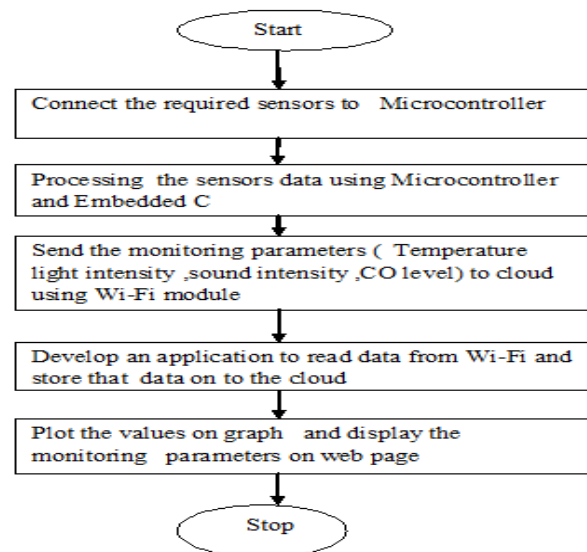 Start
Connect the required sensors to Microcontroller
Processing the sensors data using Microcontroller
and Embedded C
Send the monitoring parameters ( Temperature
light intensity ,sound intensity ,CO level) to cloud
using Wi-Fi module
Develop an application to read data from Wi-Fi and
store that data on to the cloud
Plot the values on graph and display the
monitoring parameters on web page
Stop